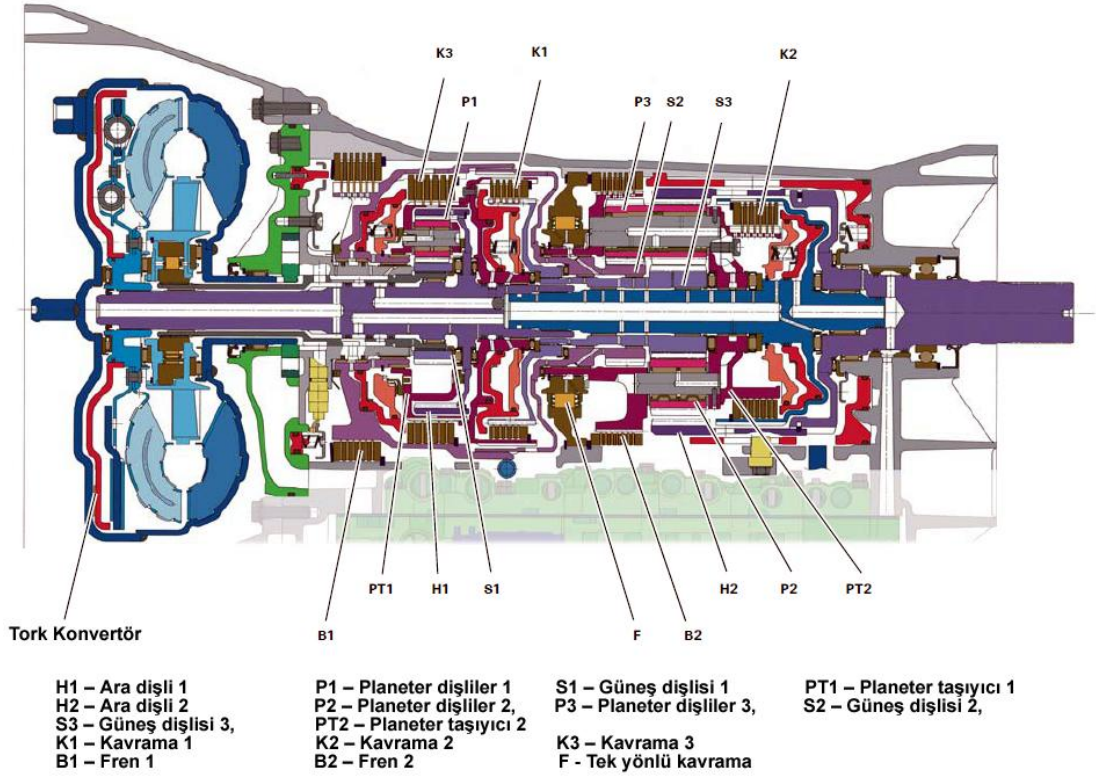 K3 K1 K2
P1 P3 S2 S3
PT1 H1 S1 H2 P2 PT2
Tork Konvertör B1 F B2
H1 – Ara dişli 1 P1 – Planeter dişliler 1 S1 – Güneş dişlisi 1 PT1 – Planeter taşıyıcı 1
H2 – Ara dişli 2 P2 – Planeter dişliler 2, P3 – Planeter dişliler 3, S2 – Güneş dişlisi 2,
S3 – Güneş dişlisi 3, PT2 – Planeter taşıyıcı 2
K1 – Kavrama 1 K2 – Kavrama 2 K3 – Kavrama 3
B1 – Fren 1 B2 – Fren 2 F - Tek yönlü kavrama